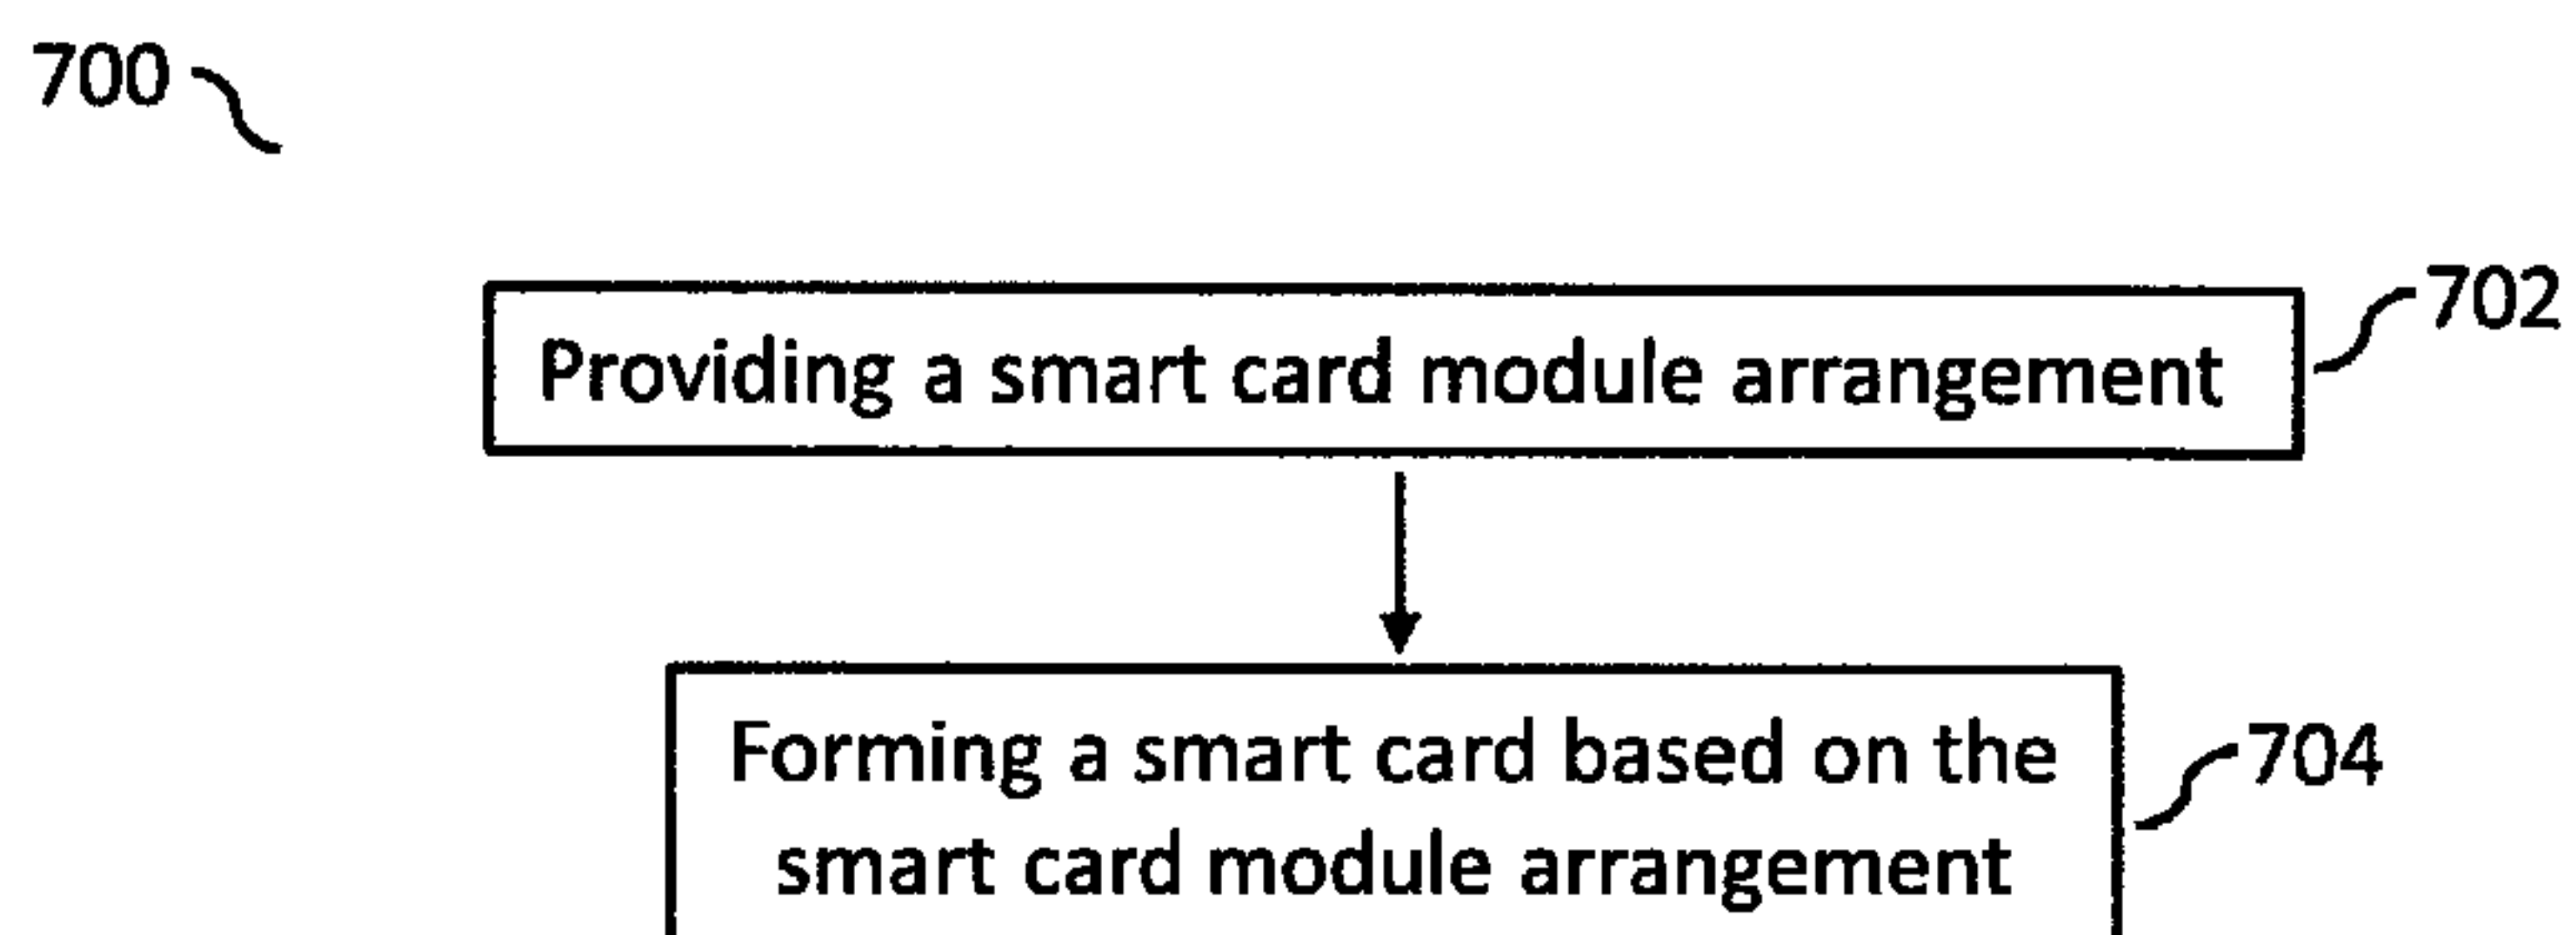 700
702
Providing a smart card module arrangement
Forming a smart card based on the
704
smart card module arrangement